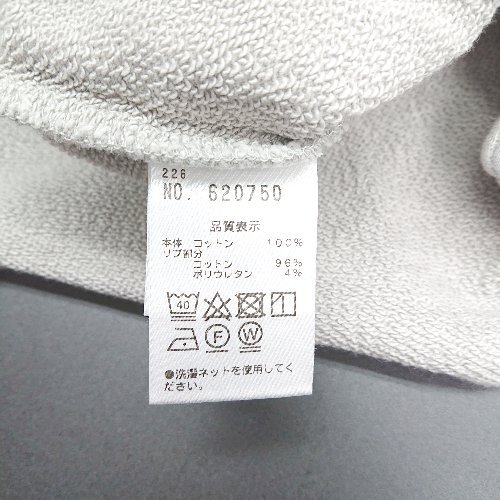 226
NO. 620750
品質表示
本体 コットン 100%
リブ部分
コットン 96%
ポリウレタン 4%
40
F W
●洗濯ネットを使用してく
ださい。